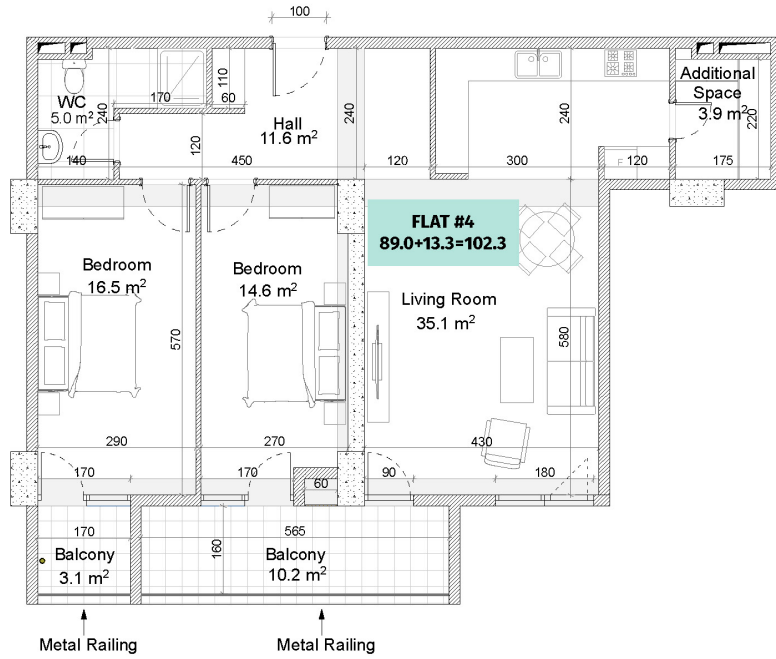 100
Additional
Space
3.9 m²
WC
5.0 m²
170
60
110
240
Hall
11.6 m²
240
240
220
120
140
450
120
300
120
F
175
FLAT #4
89.0+13.3=102.3
Bedroom
16.5 m²
Bedroom
14.6 m²
Living Room
35.1 m²
570
580
290
270
430
170
170
60
90
180
170
565
160
Balcony
3.1 m²
Balcony
10.2 m²
Metal Railing
Metal Railing